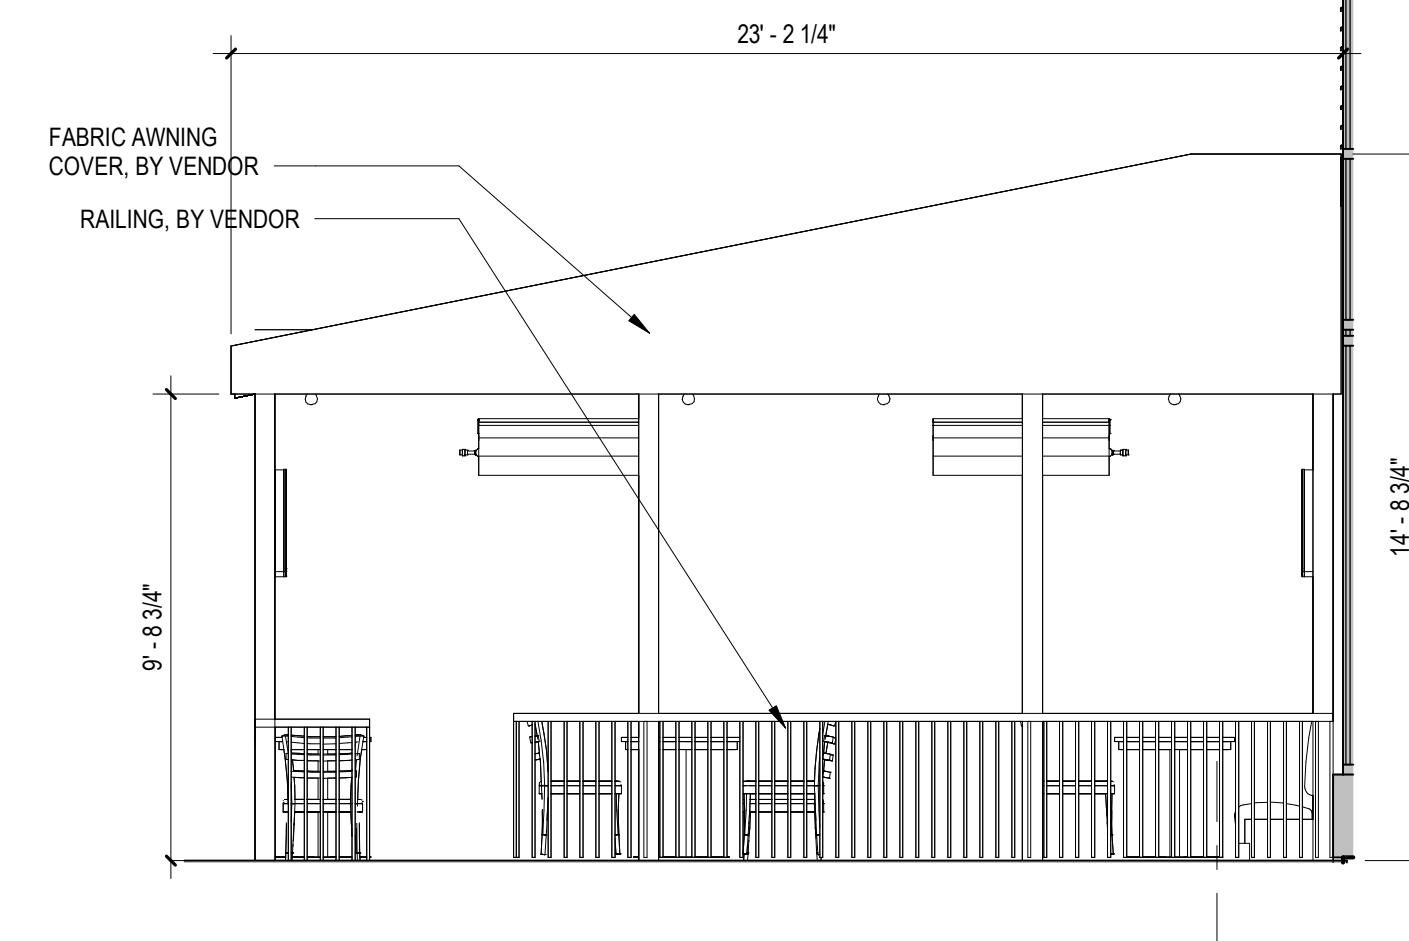 23' - 2 1/4"
FABRIC AWNING
COVER, BY VENDOR
RAILING, BY VENDOR
14' - 8 3/4"
9' - 8 3/4"